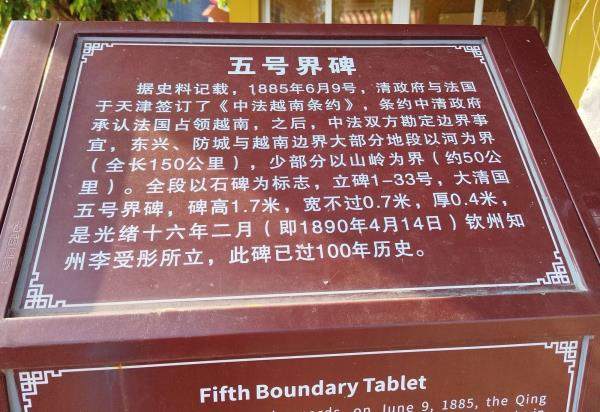 五号界碑
据史料记载，1885年6月9号，清政府与法国
于天津签订了《中法越南条约》，条约中清政府
承认法国占领越南，之后，中法双方勘定边界事
宜，东兴、防城与越南边界大部分地段以河为界
（全长150公里），少部分以山岭为界（约50公
里）。全段以石碑为标志，立碑1-33号，大清国
五号界碑，碑高1.7米，宽不过0.7米，厚0.4米，
是光绪十六年二月（即1890年4月14日）钦州知
州李受彤所立，此碑已过100年历史。
Fifth Boundary Tablet
on June 9, 1885, the Qing